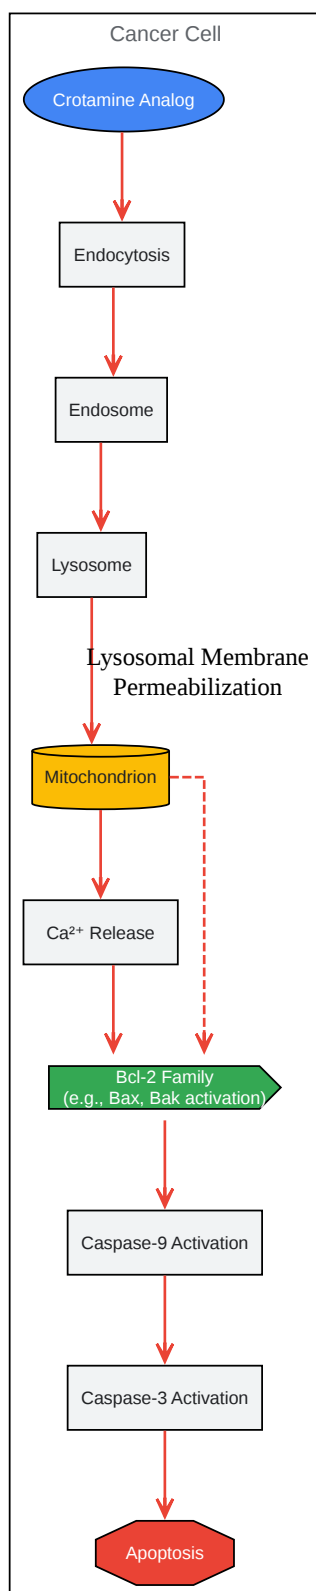 Cancer Cell
Crotamine Analog
Endocytosis
Endosome
Lysosome
Lysosomal Membrane
Permeabilization
Mitochondrion
Ca²⁺ Release
Bcl-2 Family
(e.g., Bax, Bak activation)
Caspase-9 Activation
Caspase-3 Activation
Apoptosis